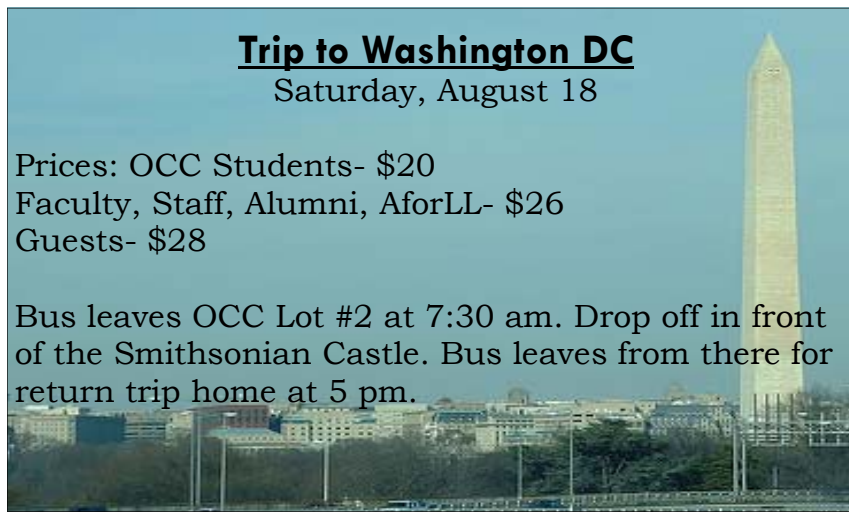 Trip to Washington DC
Saturday, August 18
Prices: OCC Students- $20
Faculty, Staff, Alumni, AforLL- $26
Guests- $28
Bus leaves OCC Lot #2 at 7:30 am. Drop off in front
of the Smithsonian Castle. Bus leaves from there for
return trip home at 5 pm.